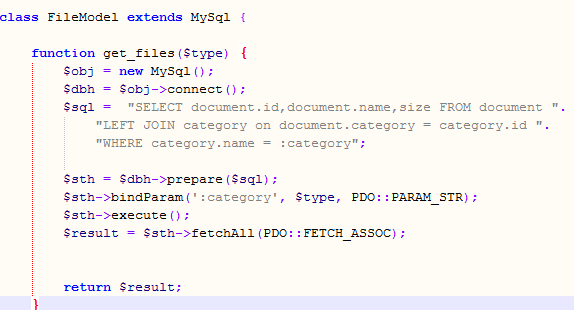 class FileModel extends MySql {
function get_files($type) {
$obj = new MySql();
$dbh = $obj->connect();
$sql =  "SELECT document.id,document.name,size FROM document ".
"LEFT JOIN category on document.category = category.id ".
"WHERE category.name = :category";
$sth = $dbh->prepare($sql);
$sth->bindParam(':category', $type, PDO::PARAM_STR);
$sth->execute();
$result = $sth->fetchAll(PDO::FETCH_ASSOC);
return $result;
}